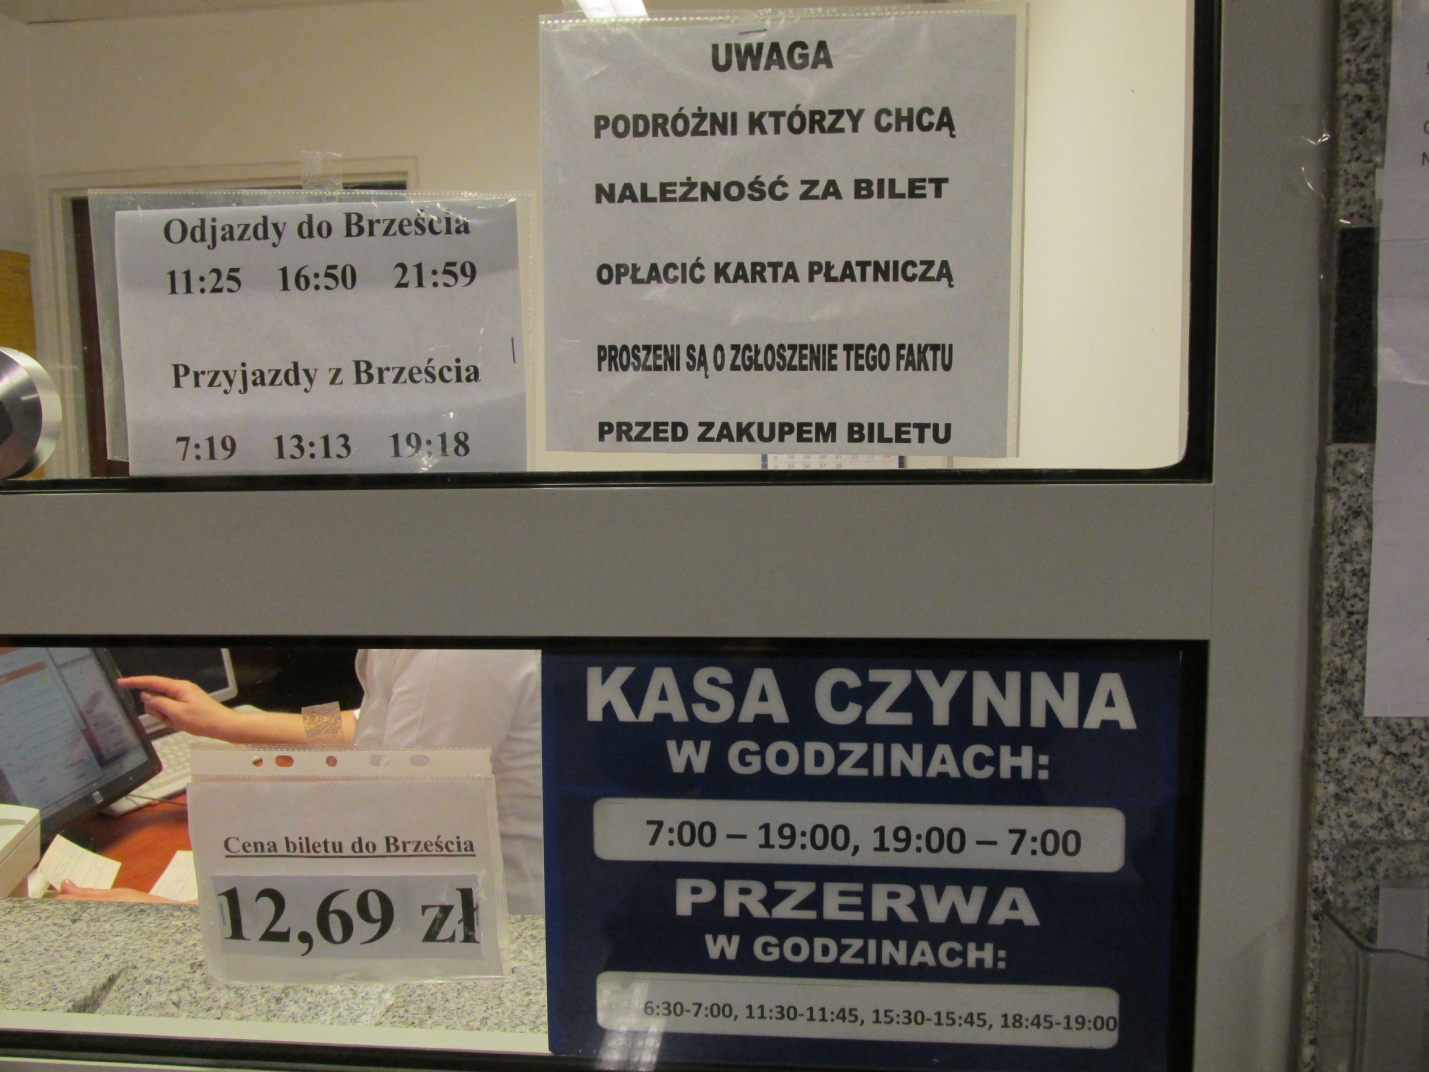 UWAGA
PODRÓŻNI KTÓRZY CHCĄ
NALEŻNOŚĆ ZA BILET
OPŁACIĆ KARTA PŁATNICZĄ
PROSZENI SĄ O ZGŁOSZENIE TEGO FAKTU
PRZED ZAKUPEM BILETU
Odjazdy do Brześcia
11:25 16:50 21:59
Przyjazdy z Brześcia
7:19 13:13 19:18
Cena biletu do Brześcia
12,69 zł
KASA CZYNNA
W GODZINACH:
7:00 – 19:00, 19:00 – 7:00
PRZERWA
W GODZINACH:
6:30-7:00, 11:30-11:45, 15:30-15:45, 18:45-19:00